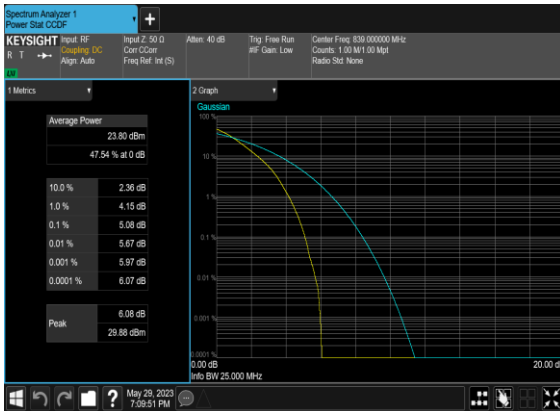 Spectrum Analyzer 1
Power Stat CCDF
KEYSIGHT
R T
LXI
Input: RF
Coupling: DC
Align: Auto
Input Z: 50 Ω
Corr CCorr
Freq Ref: Int (S)
Atten: 40 dB
Trig: Free Run
#IF Gain: Low
Center Freq: 839.000000 MHz
Counts: 1.00 M/1.00 Mpt
Radio Std: None
1 Metrics
Average Power
23.80 dBm
47.54 % at 0 dB
10.0 % 2.36 dB
1.0 % 4.15 dB
0.1 % 5.08 dB
0.01 % 5.67 dB
0.001 % 5.97 dB
0.0001 % 6.07 dB
Peak
6.08 dB
29.88 dBm
2 Graph
Gaussian
100 %
10 %
1 %
0.1 %
0.01 %
0.001 %
0.0001 %
0.00 dB
20.00 d
Info BW 25.000 MHz
May 29, 2023
7:09:51 PM